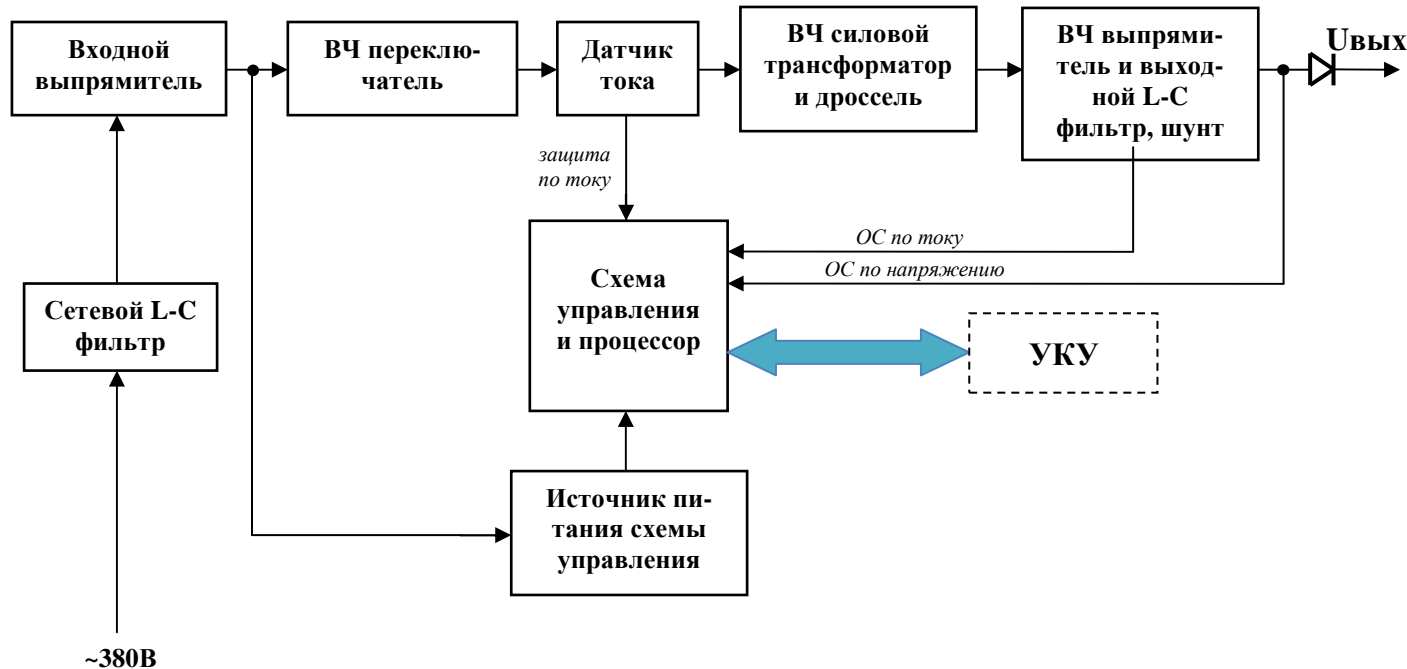 Входной
выпрямитель
ВЧ переклю-
чатель
Датчик
тока
ВЧ силовой
трансформатор
и дроссель
ВЧ выпрями-
тель и выход-
ной L-C
фильтр, шунт
Uвых
защита
по току
ОС по току
ОС по напряжению
Схема
управления
и процессор
Сетевой L-C
фильтр
УКУ
Источник пи-
тания схемы
управления
~380В